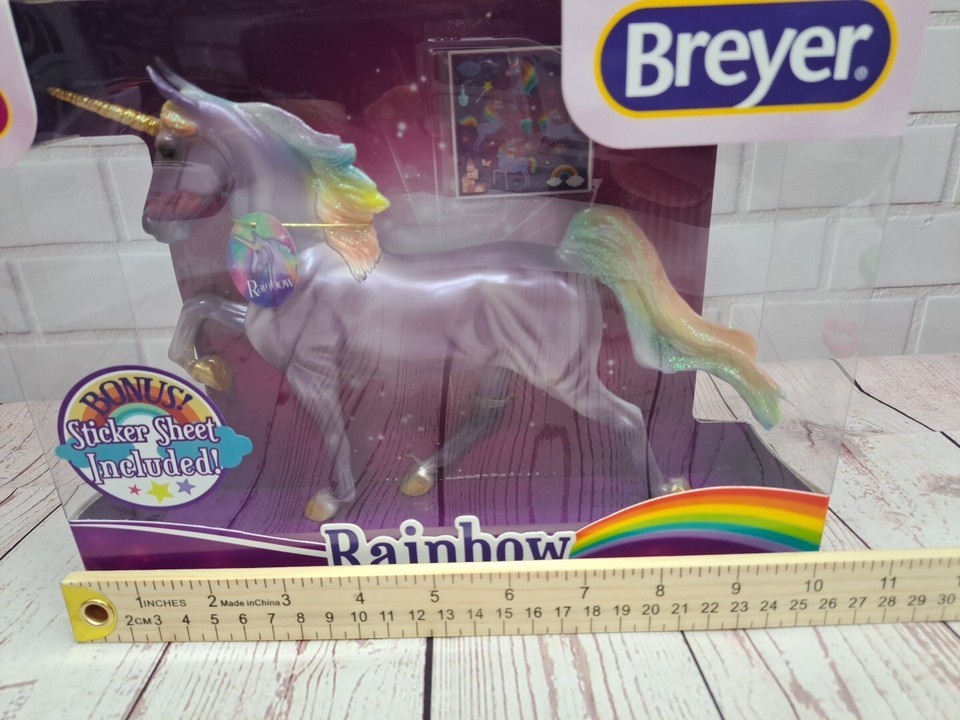 Breyer®
Rainbow
BONUS!
Sticker Sheet
Included!
Rainbow
1 INCHES 2 Made in China 3 4 5 6 7 8 9 10 11
2 CM 3 4 5 6 7 8 9 10 11 12 13 14 15 16 17 18 19 20 21 22 23 24 25 26 27 28 29 30